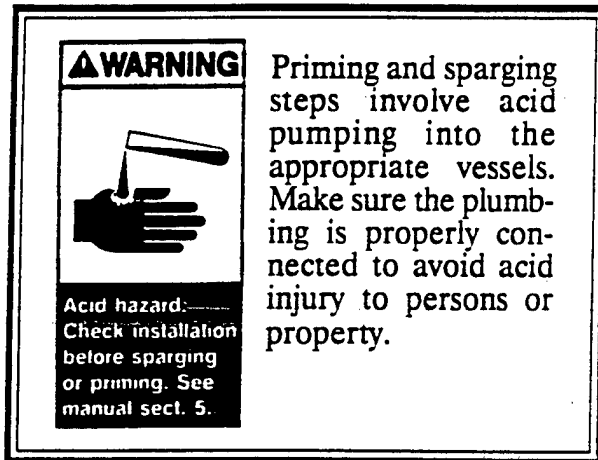 WARNING
Acid hazard:
Check installation
before sparging
or priming. See
manual sect. 5.
Priming and sparging
steps involve acid
pumping into the
appropriate vessels.
Make sure the plumb-
ing is properly con-
nected to avoid acid
injury to persons or
property.